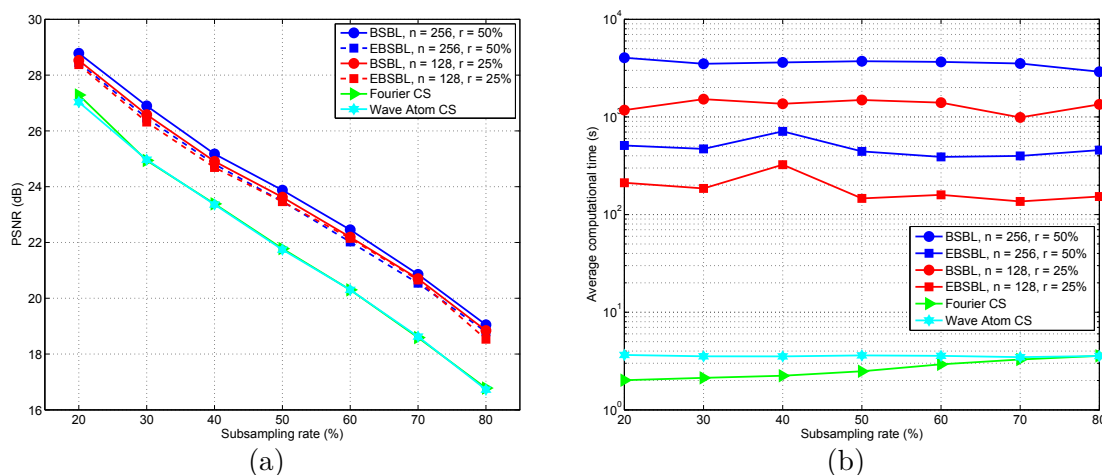 30
28
26
24
22
20
18
16
PSNR (dB)
20 30 40 50 60 70 80
Subsampling rate (%)
BSBL, n = 256, r = 50%
EBSBL, n = 256, r = 50%
BSBL, n = 128, r = 25%
EBSBL, n = 128, r = 25%
Fourier CS
Wave Atom CS
(a)
10^4
10^3
10^2
10^1
10^0
Average computational time (s)
20 30 40 50 60 70 80
Subsampling rate (%)
BSBL, n = 256, r = 50%
EBSBL, n = 256, r = 50%
BSBL, n = 128, r = 25%
EBSBL, n = 128, r = 25%
Fourier CS
Wave Atom CS
(b)